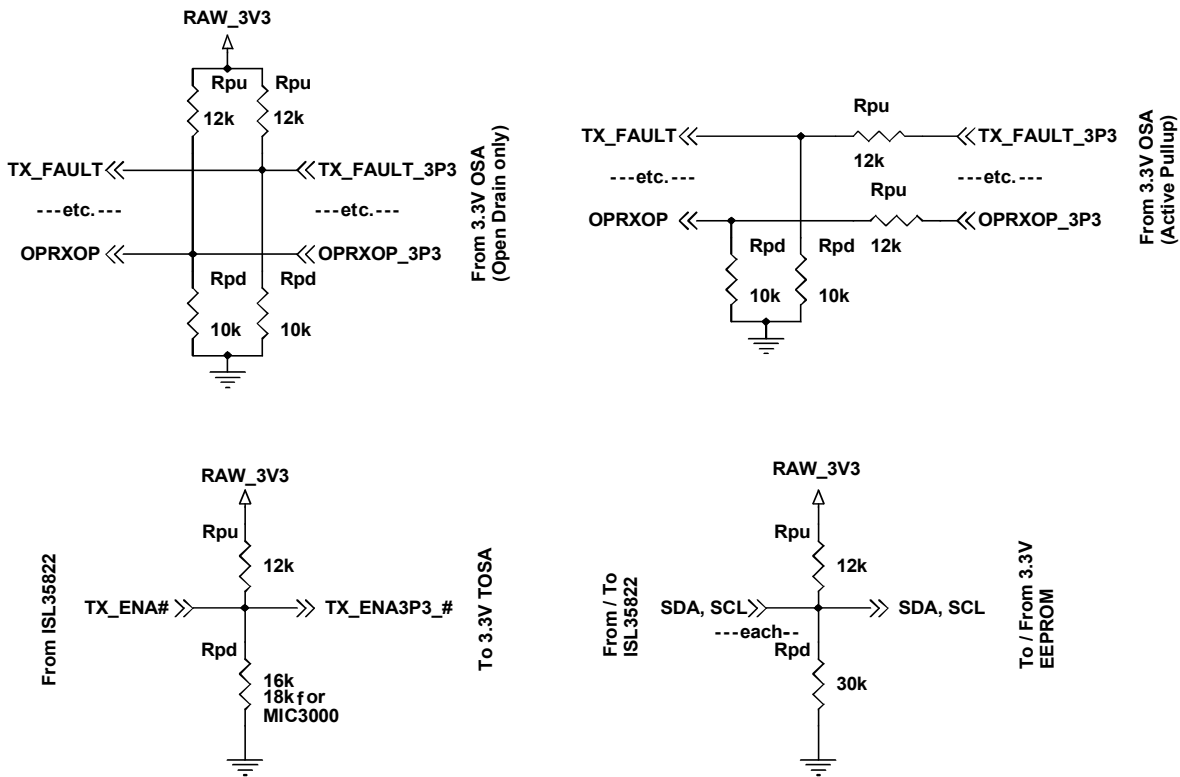 RAW_3V3
Rpu Rpu
12k 12k
TX_FAULT TX_FAULT_3P3
---etc.--- ---etc.---
OPRXOP OPRXOP_3P3
Rpd Rpd
10k 10k
From 3.3V OSA
(Open Drain only)
Rpu
TX_FAULT TX_FAULT_3P3
12k
---etc.--- ---etc.---
Rpu
OPRXOP OPRXOP_3P3
Rpd Rpd 12k
10k 10k
From 3.3V OSA
(Active Pullup)
RAW_3V3
Rpu
12k
From ISL35822
TX_ENA# TX_ENA3P3_#
To 3.3V TOSA
Rpd
16k
18k for
MIC3000
RAW_3V3
Rpu
12k
From / To
ISL35822
SDA, SCL SDA, SCL
---each--
Rpd
30k
To / From 3.3V
EEPROM